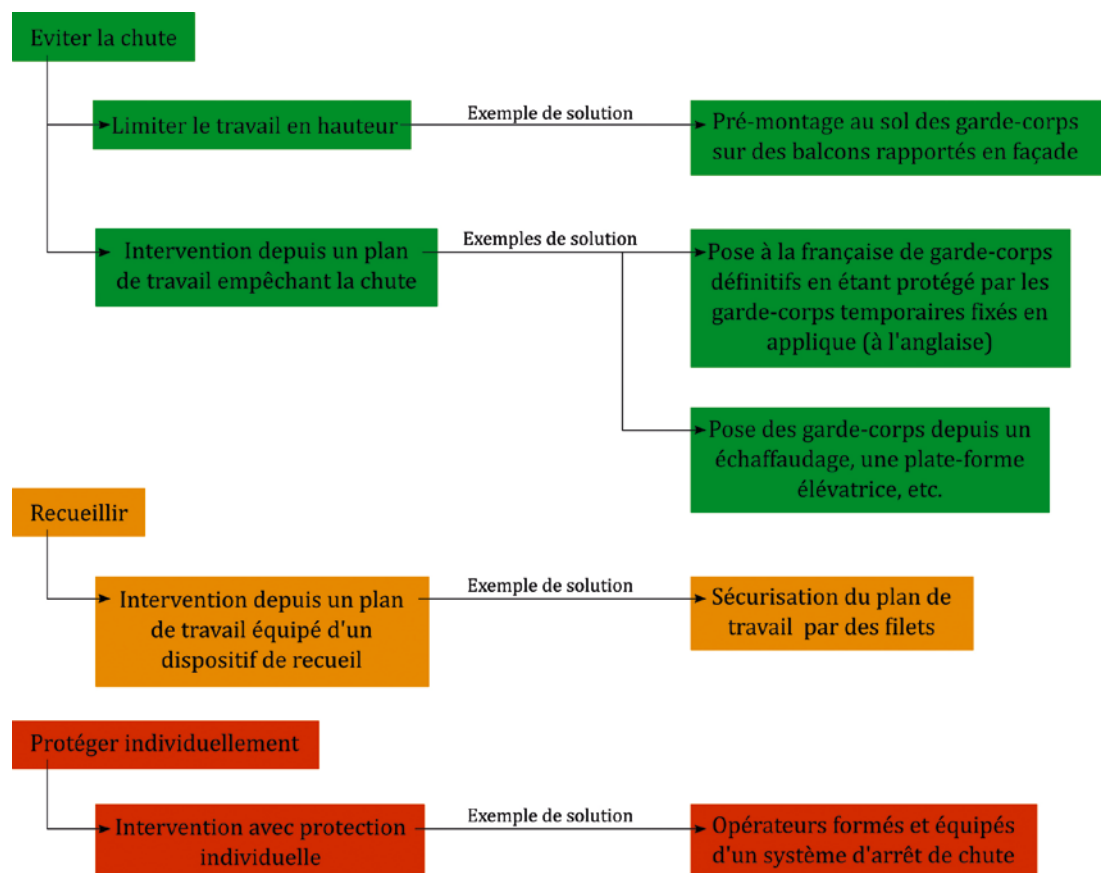 Eviter la chute
Limiter le travail en hauteur
Exemple de solution
Pré-montage au sol des garde-corps
sur des balcons rapportés en façade
Intervention depuis un plan
de travail empêchant la chute
Exemples de solution
Pose à la française de garde-corps
définitifs en étant protégé par les
garde-corps temporaires fixés en
applique (à l'anglaise)
Pose des garde-corps depuis un
échaffaudage, une plate-forme
élévatrice, etc.
Recueillir
Intervention depuis un plan
de travail équipé d'un
dispositif de recueil
Exemple de solution
Sécurisation du plan de
travail par des filets
Protéger individuellement
Intervention avec protection
individuelle
Exemple de solution
Opérateurs formés et équipés
d'un système d'arrêt de chute